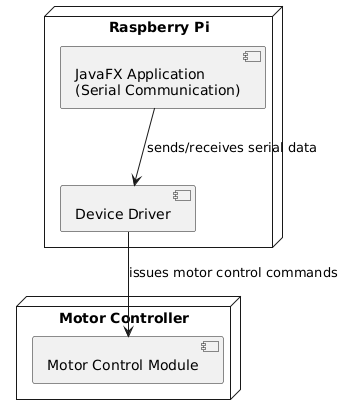 Raspberry Pi
JavaFX Application
(Serial Communication)
sends/receives serial data
Device Driver
issues motor control commands
Motor Controller
Motor Control Module